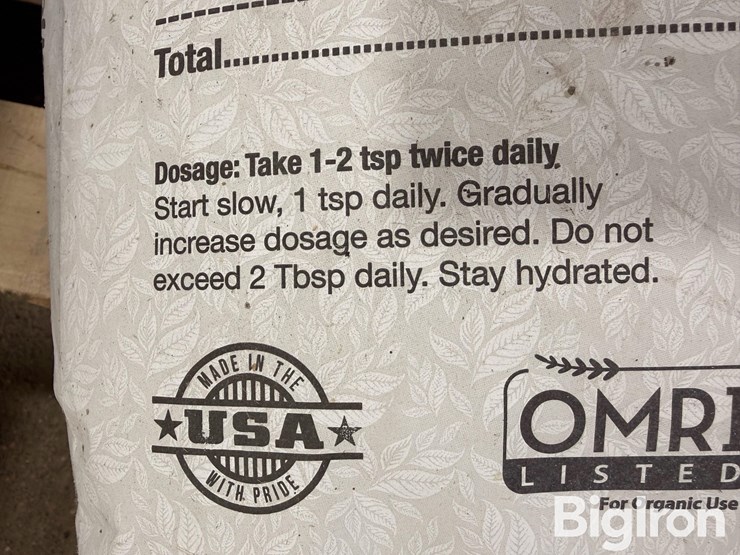 Total....................................................
Dosage: Take 1-2 tsp twice daily.
Start slow, 1 tsp daily. Gradually
increase dosage as desired. Do not
exceed 2 Tbsp daily. Stay hydrated.
MADE IN THE
USA
WITH PRIDE
OMRI
LISTED
For Organic Use
BigIron